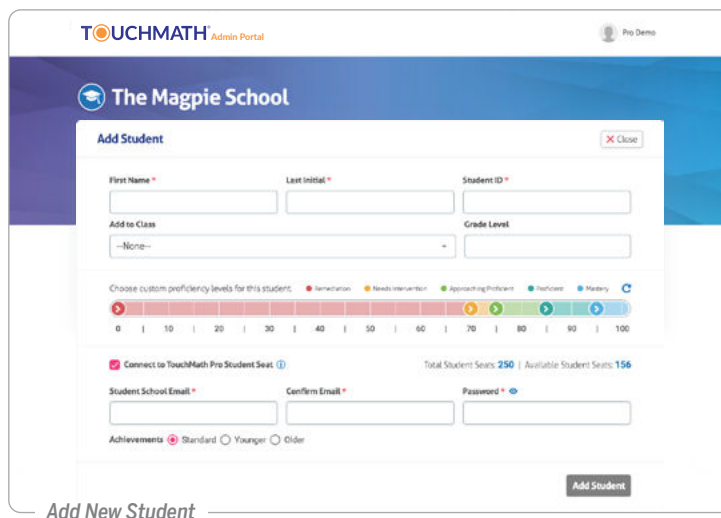 TOUCHMATH Admin Portal
Pro Demo
The Magpie School
Add Student
Close
First Name * Last Initial * Student ID *
Add to Class Grade Level
--None--
Choose custom proficiency levels for this student. Remediation Needs Intervention Approaching Proficient Proficient Mastery
0 | 10 | 20 | 30 | 40 | 50 | 60 | 70 | 80 | 90 | 100
Connect to TouchMath Pro Student Seat Total Student Seats: 250 | Available Student Seats: 156
Student School Email * Confirm Email * Password *
Achievements Standard Younger Older
Add Student
Add New Student